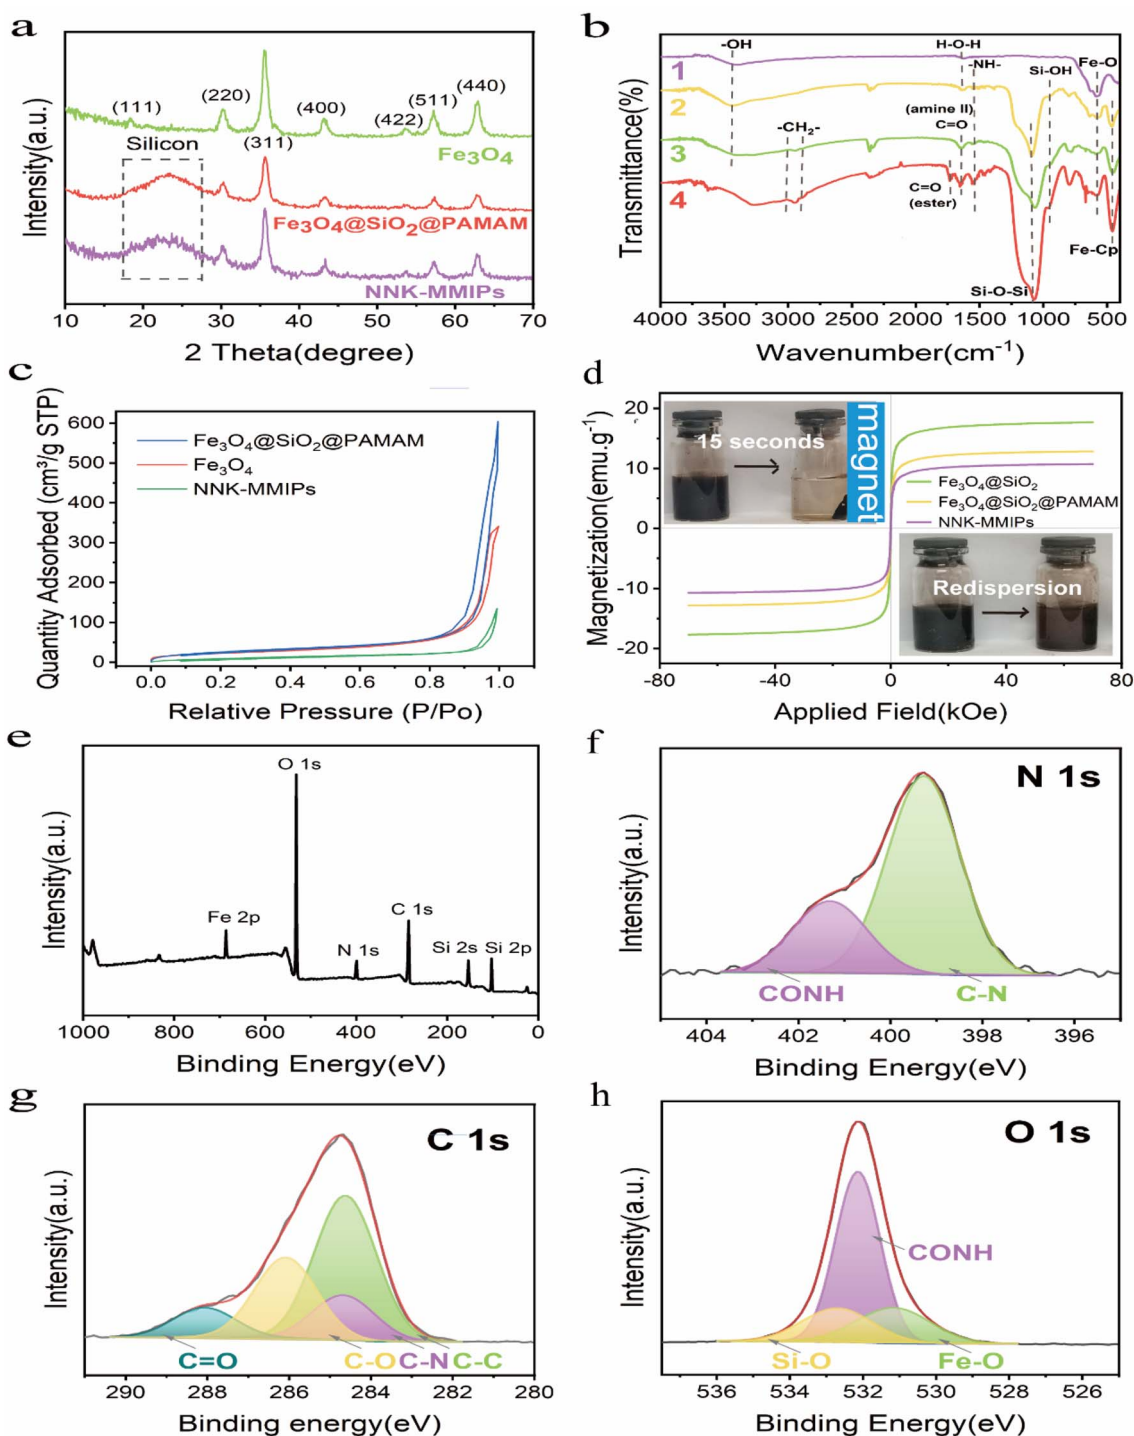 a
Intensity(a.u.)
(111)
(220)
(311)
(400)
(422)
(511)
(440)
Silicon
Fe₃O₄
Fe₃O₄@SiO₂@PAMAM
NNK-MMIPs
10 20 30 40 50 60 70
2 Theta(degree)
b
Transmittance(%)
-OH
H-O-H
-NH-
Si-OH
Fe-O
1
2
3
4
(amine II)
C=O
-CH₂-
C=O
(ester)
Fe-Cp
Si-O-Si
4000 3500 3000 2500 2000 1500 1000 500
Wavenumber(cm⁻¹)
c
Quantity Adsorbed (cm³/g STP)
600
500
400
300
200
100
0
Fe₃O₄@SiO₂@PAMAM
Fe₃O₄
NNK-MMIPs
0.0 0.2 0.4 0.6 0.8 1.0
Relative Pressure (P/Po)
d
Magnetization(emu.g⁻¹)
20
10
0
-10
-20
15 seconds
magnet
Fe₃O₄@SiO₂
Fe₃O₄@SiO₂@PAMAM
NNK-MMIPs
Redispersion
-80 -40 0 40 80
Applied Field(kOe)
e
Intensity(a.u.)
O 1s
Fe 2p
N 1s
C 1s
Si 2s
Si 2p
1000 800 600 400 200 0
Binding Energy(eV)
f
Intensity(a.u.)
N 1s
CONH
C-N
404 402 400 398 396
Binding Energy(eV)
g
Intensity(a.u.)
C 1s
C=O
C-O
C-N
C-C
290 288 286 284 282 280
Binding energy(eV)
h
Intensity(a.u.)
O 1s
CONH
Si-O
Fe-O
536 534 532 530 528 526
Binding Energy(eV)